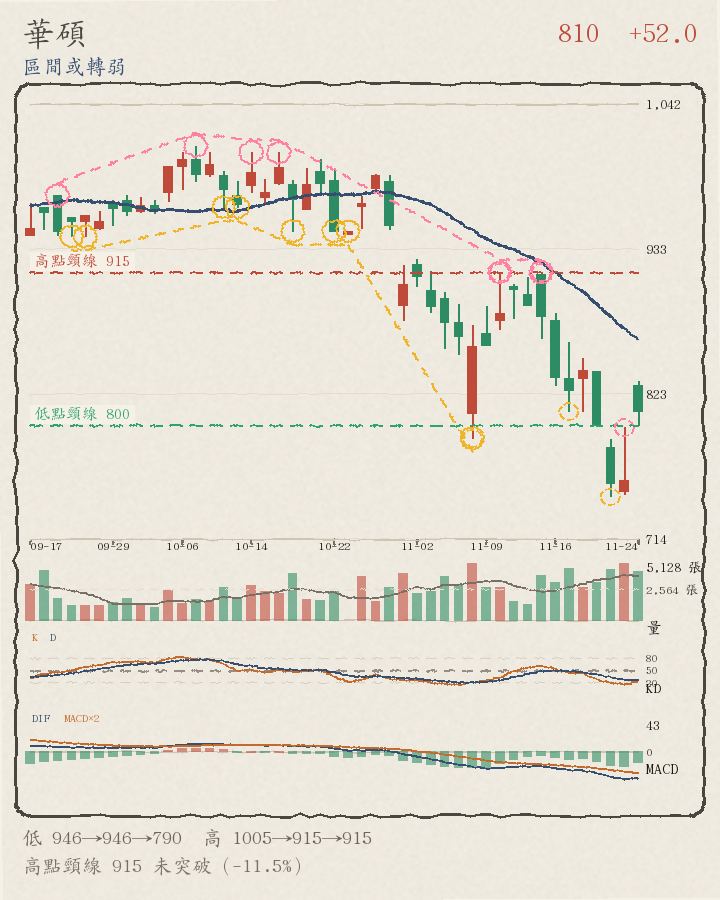 華碩
810 +52.0
區間或轉弱
1,042
933
高點頸線 915
823
低點頸線 800
714
09-17 09-29 10-06 10-14 10-22 11-02 11-09 11-16 11-24
5,128 張
2,564 張
量
K D
80
50
20
KD
DIF MACD×2
43
0
MACD
低 946→946→790 高 1005→915→915
高點頸線 915 未突破 (-11.5%)